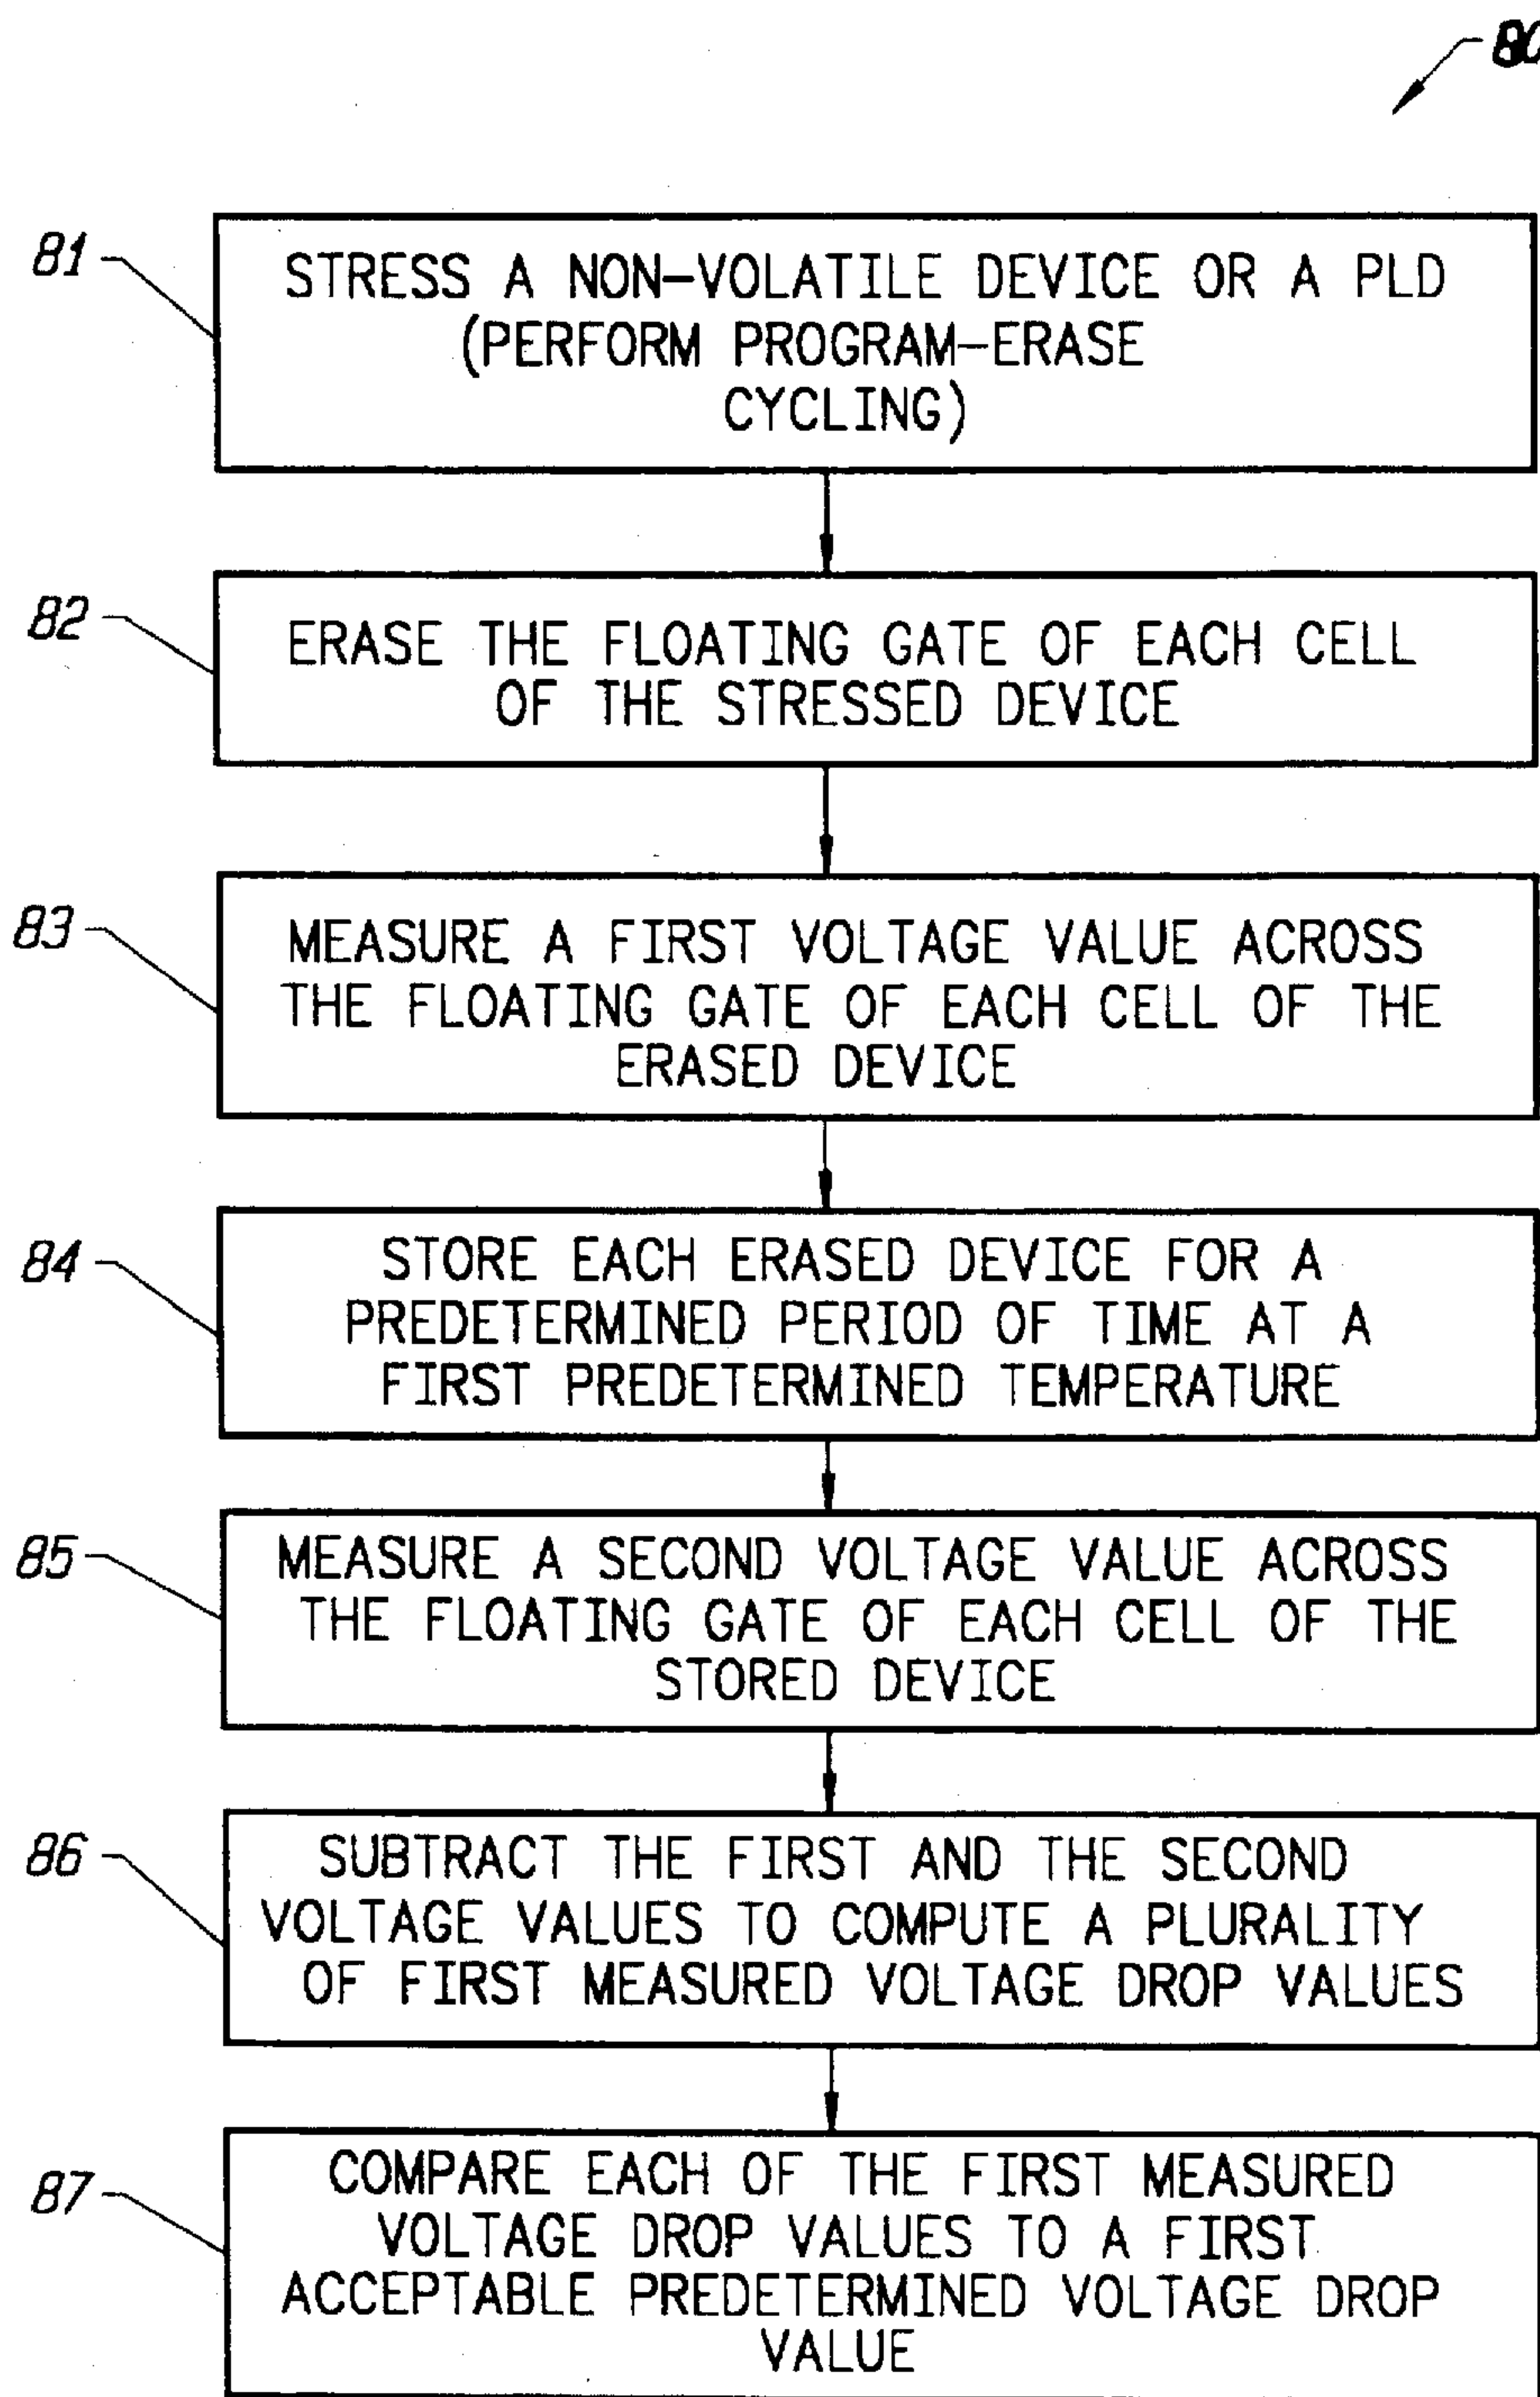 80
81
STRESS A NON-VOLATILE DEVICE OR A PLD
(PERFORM PROGRAM-ERASE
CYCLING)
82
ERASE THE FLOATING GATE OF EACH CELL
OF THE STRESSED DEVICE
83
MEASURE A FIRST VOLTAGE VALUE ACROSS
THE FLOATING GATE OF EACH CELL OF THE
ERASED DEVICE
84
STORE EACH ERASED DEVICE FOR A
PREDETERMINED PERIOD OF TIME AT A
FIRST PREDETERMINED TEMPERATURE
85
MEASURE A SECOND VOLTAGE VALUE ACROSS
THE FLOATING GATE OF EACH CELL OF THE
STORED DEVICE
86
SUBTRACT THE FIRST AND THE SECOND
VOLTAGE VALUES TO COMPUTE A PLURALITY
OF FIRST MEASURED VOLTAGE DROP VALUES
87
COMPARE EACH OF THE FIRST MEASURED
VOLTAGE DROP VALUES TO A FIRST
ACCEPTABLE PREDETERMINED VOLTAGE DROP
VALUE